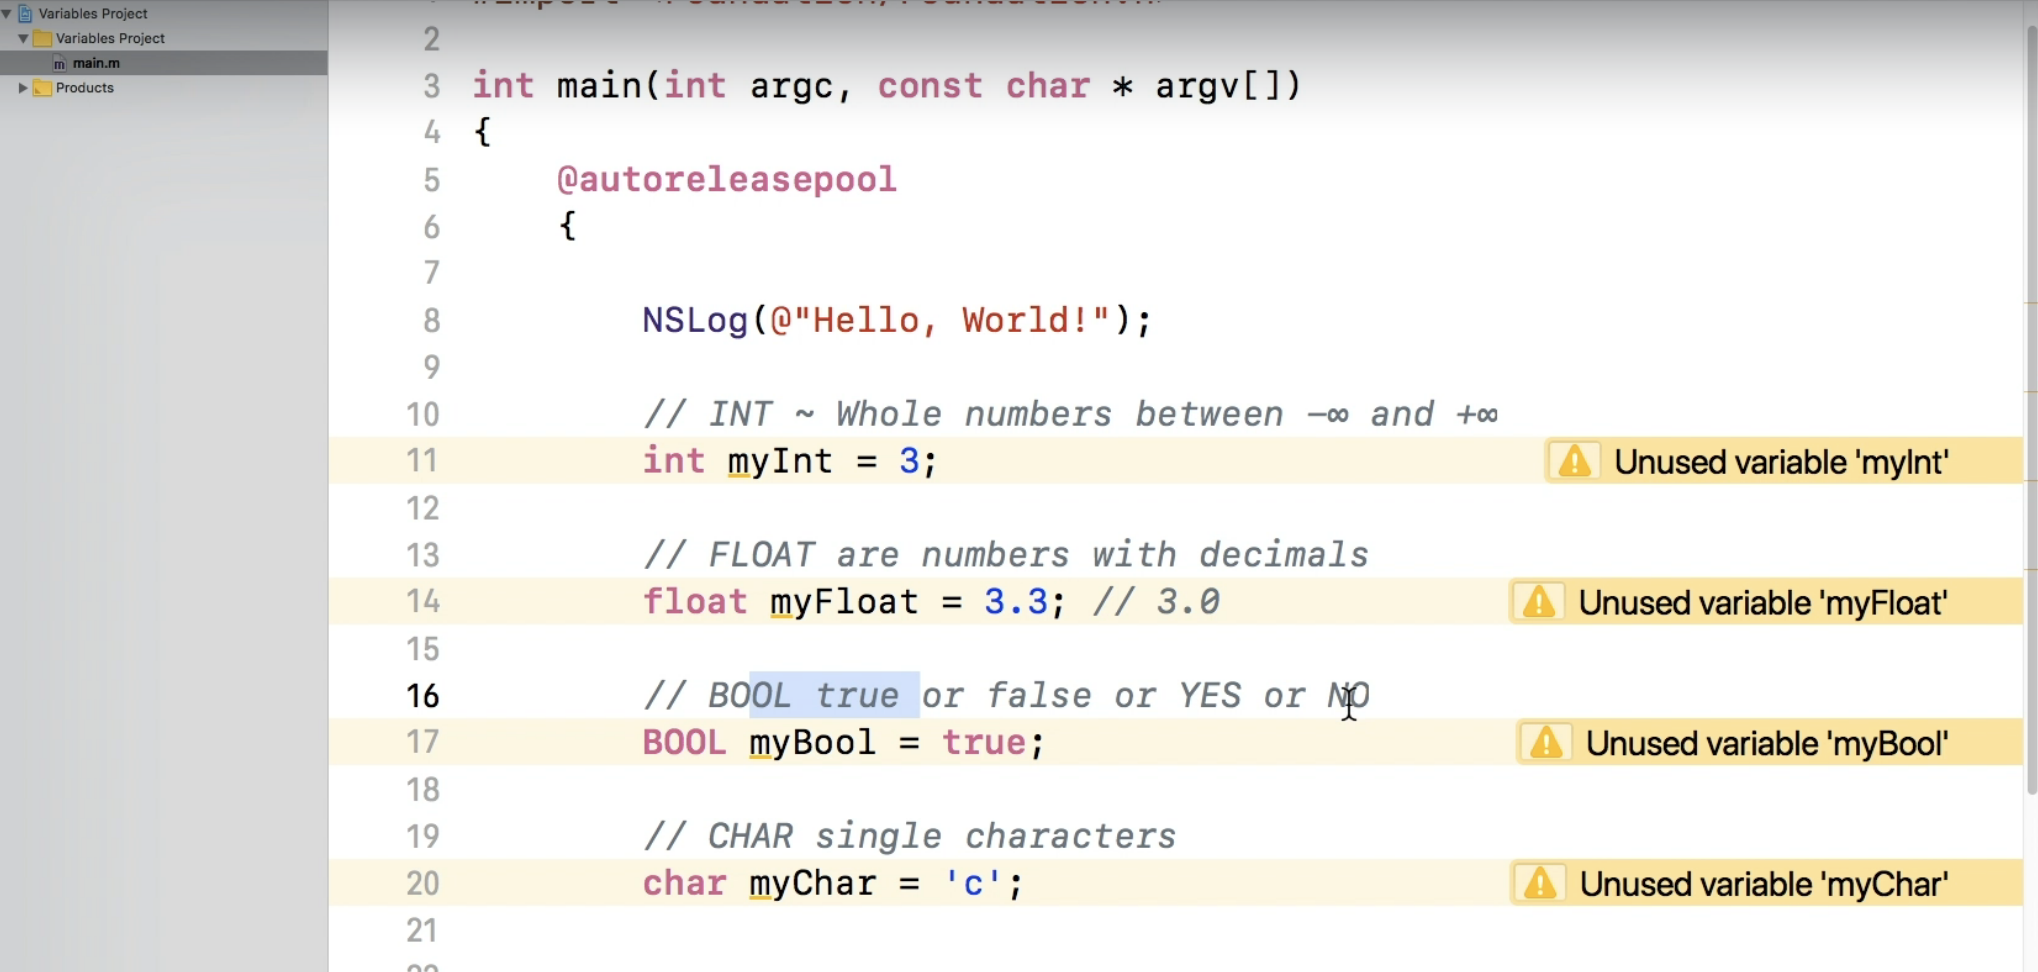 Variables Project
Variables Project
main.m
Products
2
3 int main(int argc, const char * argv[])
4 {
5 @autoreleasepool
6 {
7
8 NSLog(@"Hello, World!");
9
10 // INT ~ Whole numbers between -∞ and +∞
11 int myInt = 3; Unused variable 'myInt'
12
13 // FLOAT are numbers with decimals
14 float myFloat = 3.3; // 3.0 Unused variable 'myFloat'
15
16 // BOOL true or false or YES or NO
17 BOOL myBool = true; Unused variable 'myBool'
18
19 // CHAR single characters
20 char myChar = 'c'; Unused variable 'myChar'
21